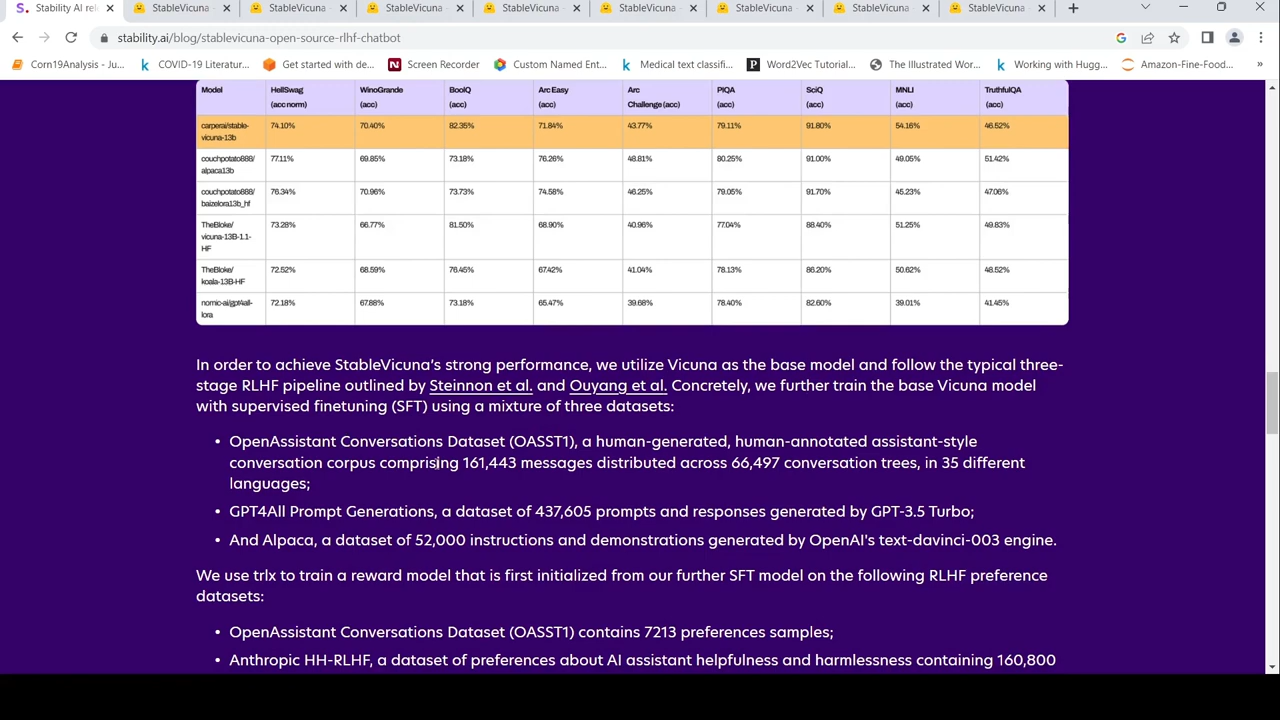 Stability AI rel
StableVicuna -
StableVicuna -
StableVicuna -
StableVicuna -
StableVicuna -
StableVicuna -
StableVicuna -
StableVicuna -
stability.ai/blog/stablevicuna-open-source-rlhf-chatbot
Corn19Analysis - Ju...
COVID-19 Literatur...
Get started with de...
Screen Recorder
Custom Named Ent...
Medical text classifi...
Word2Vec Tutorial...
The Illustrated Wor...
Working with Hugg...
Amazon-Fine-Food...
»
Model HellSwag (acc norm) WinoGrande (acc) BoolQ (acc) Arc Easy (acc) Arc Challenge (acc) PIQA (acc) SciQ (acc) MNLI (acc) TruthfulQA (acc)
carperai/stable-vicuna-13b 74.10% 70.40% 82.35% 71.84% 43.77% 79.11% 91.80% 54.16% 46.52%
couchpotato888/alpaca13b 77.11% 69.85% 73.18% 76.26% 48.81% 80.25% 91.00% 49.05% 51.42%
couchpotato888/baizelora13b_hf 76.34% 70.96% 73.73% 74.58% 46.25% 79.05% 91.70% 45.23% 47.06%
TheBloke/vicuna-13B-1.1-HF 73.28% 66.77% 81.50% 68.90% 40.96% 77.04% 88.40% 51.25% 49.83%
TheBloke/koala-13B-HF 72.52% 68.59% 76.45% 67.42% 41.04% 78.13% 86.20% 50.62% 48.52%
nomic-ai/gpt4all-lora 72.18% 67.88% 73.18% 65.47% 39.68% 78.40% 82.60% 39.01% 41.45%
In order to achieve StableVicuna's strong performance, we utilize Vicuna as the base model and follow the typical three-
stage RLHF pipeline outlined by Steinnon et al. and Ouyang et al. Concretely, we further train the base Vicuna model
with supervised finetuning (SFT) using a mixture of three datasets:
• OpenAssistant Conversations Dataset (OASST1), a human-generated, human-annotated assistant-style
conversation corpus comprising 161,443 messages distributed across 66,497 conversation trees, in 35 different
languages;
• GPT4All Prompt Generations, a dataset of 437,605 prompts and responses generated by GPT-3.5 Turbo;
• And Alpaca, a dataset of 52,000 instructions and demonstrations generated by OpenAI's text-davinci-003 engine.
We use trlx to train a reward model that is first initialized from our further SFT model on the following RLHF preference
datasets:
• OpenAssistant Conversations Dataset (OASST1) contains 7213 preferences samples;
• Anthropic HH-RLHF, a dataset of preferences about AI assistant helpfulness and harmlessness containing 160,800